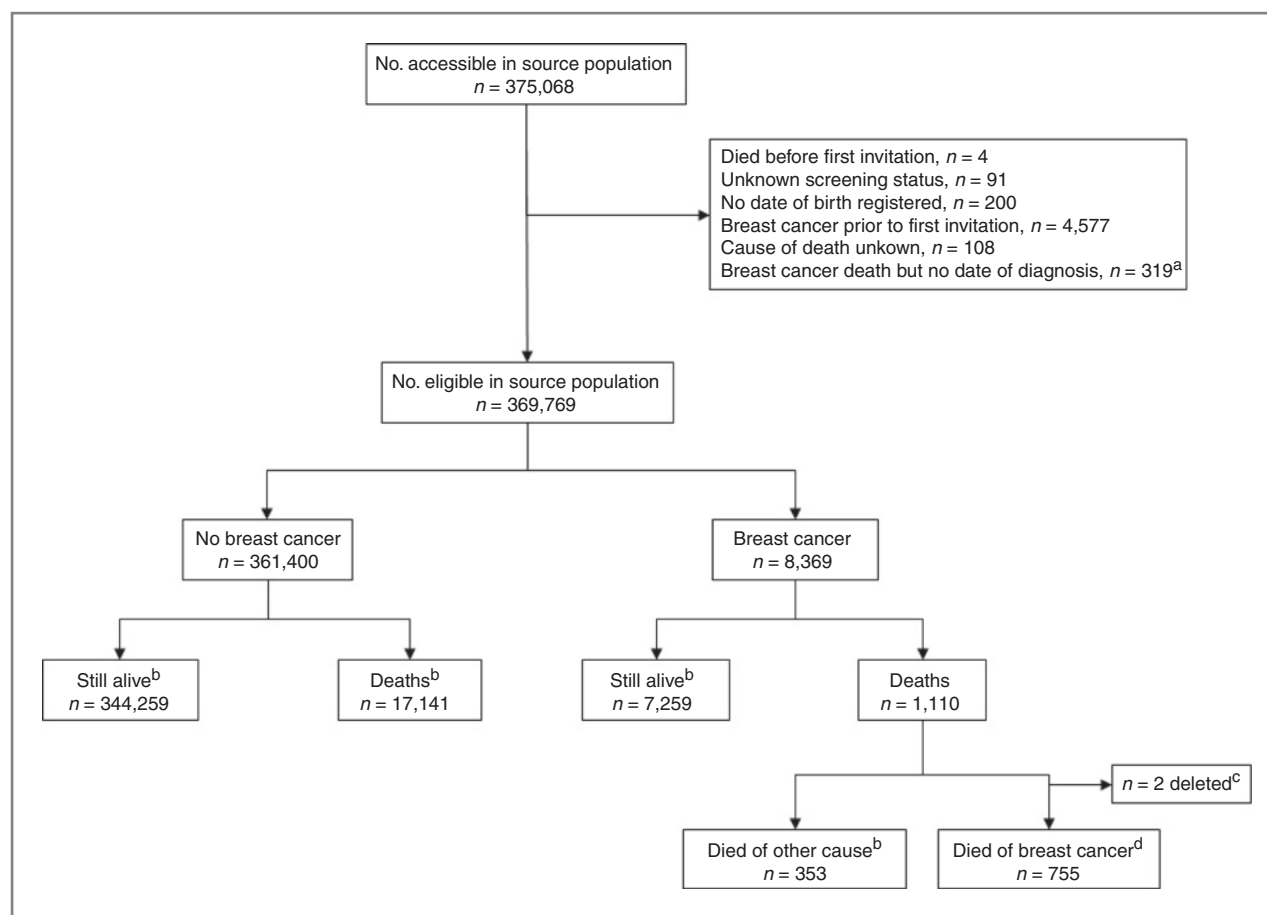 No. accessible in source population
n = 375,068
Died before first invitation, n = 4
Unknown screening status, n = 91
No date of birth registered, n = 200
Breast cancer prior to first invitation, n = 4,577
Cause of death unkown, n = 108
Breast cancer death but no date of diagnosis, n = 319a
No. eligible in source population
n = 369,769
No breast cancer
n = 361,400
Breast cancer
n = 8,369
Still aliveb
n = 344,259
Deathsb
n = 17,141
Still aliveb
n = 7,259
Deaths
n = 1,110
n = 2 deletedc
Died of other causeb
n = 353
Died of breast cancerd
n = 755